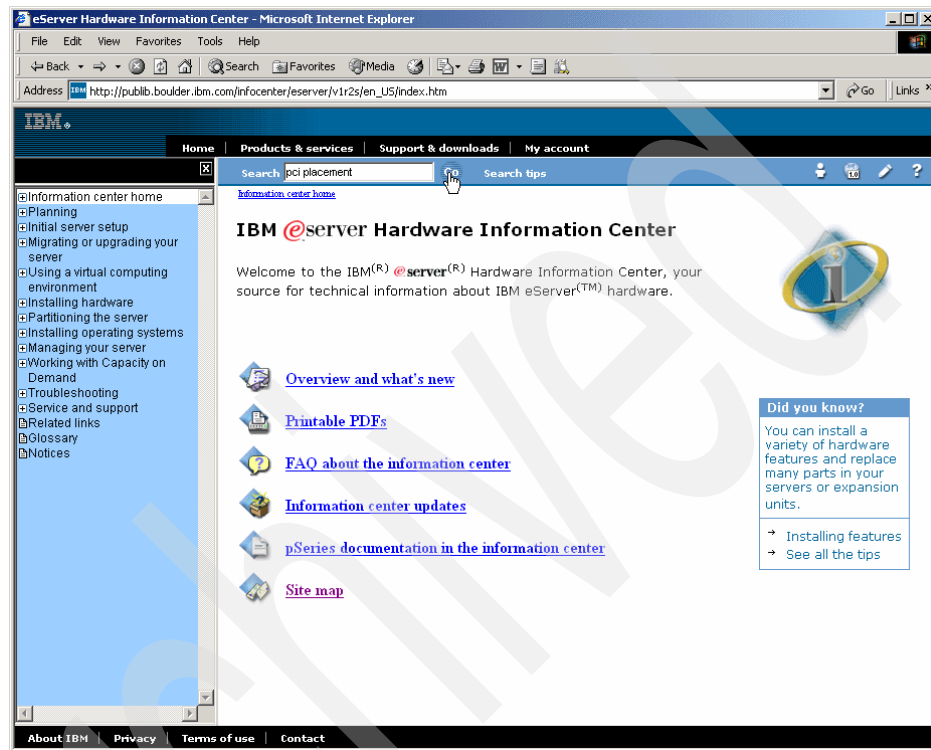 eServer Hardware Information Center - Microsoft Internet Explorer
File Edit View Favorites Tools Help
Back Search Favorites Media
Address http://publib.boulder.ibm.com/infocenter/eserver/v1r2s/en_US/index.htm Go Links »
IBM
Home | Products & services | Support & downloads | My account
Search pci placement Go Search tips
Information center home
Information center home
Planning
Initial server setup
Migrating or upgrading your
server
Using a virtual computing
environment
Installing hardware
Partitioning the server
Installing operating systems
Managing your server
Working with Capacity on
Demand
Troubleshooting
Service and support
Related links
Glossary
Notices
IBM eserver Hardware Information Center
Welcome to the IBM(R) eserver(R) Hardware Information Center, your
source for technical information about IBM eServer(TM) hardware.
Overview and what's new
Printable PDFs
FAQ about the information center
Information center updates
pSeries documentation in the information center
Site map
Did you know?
You can install a
variety of hardware
features and replace
many parts in your
servers or expansion
units.
→ Installing features
→ See all the tips
About IBM | Privacy | Terms of use | Contact